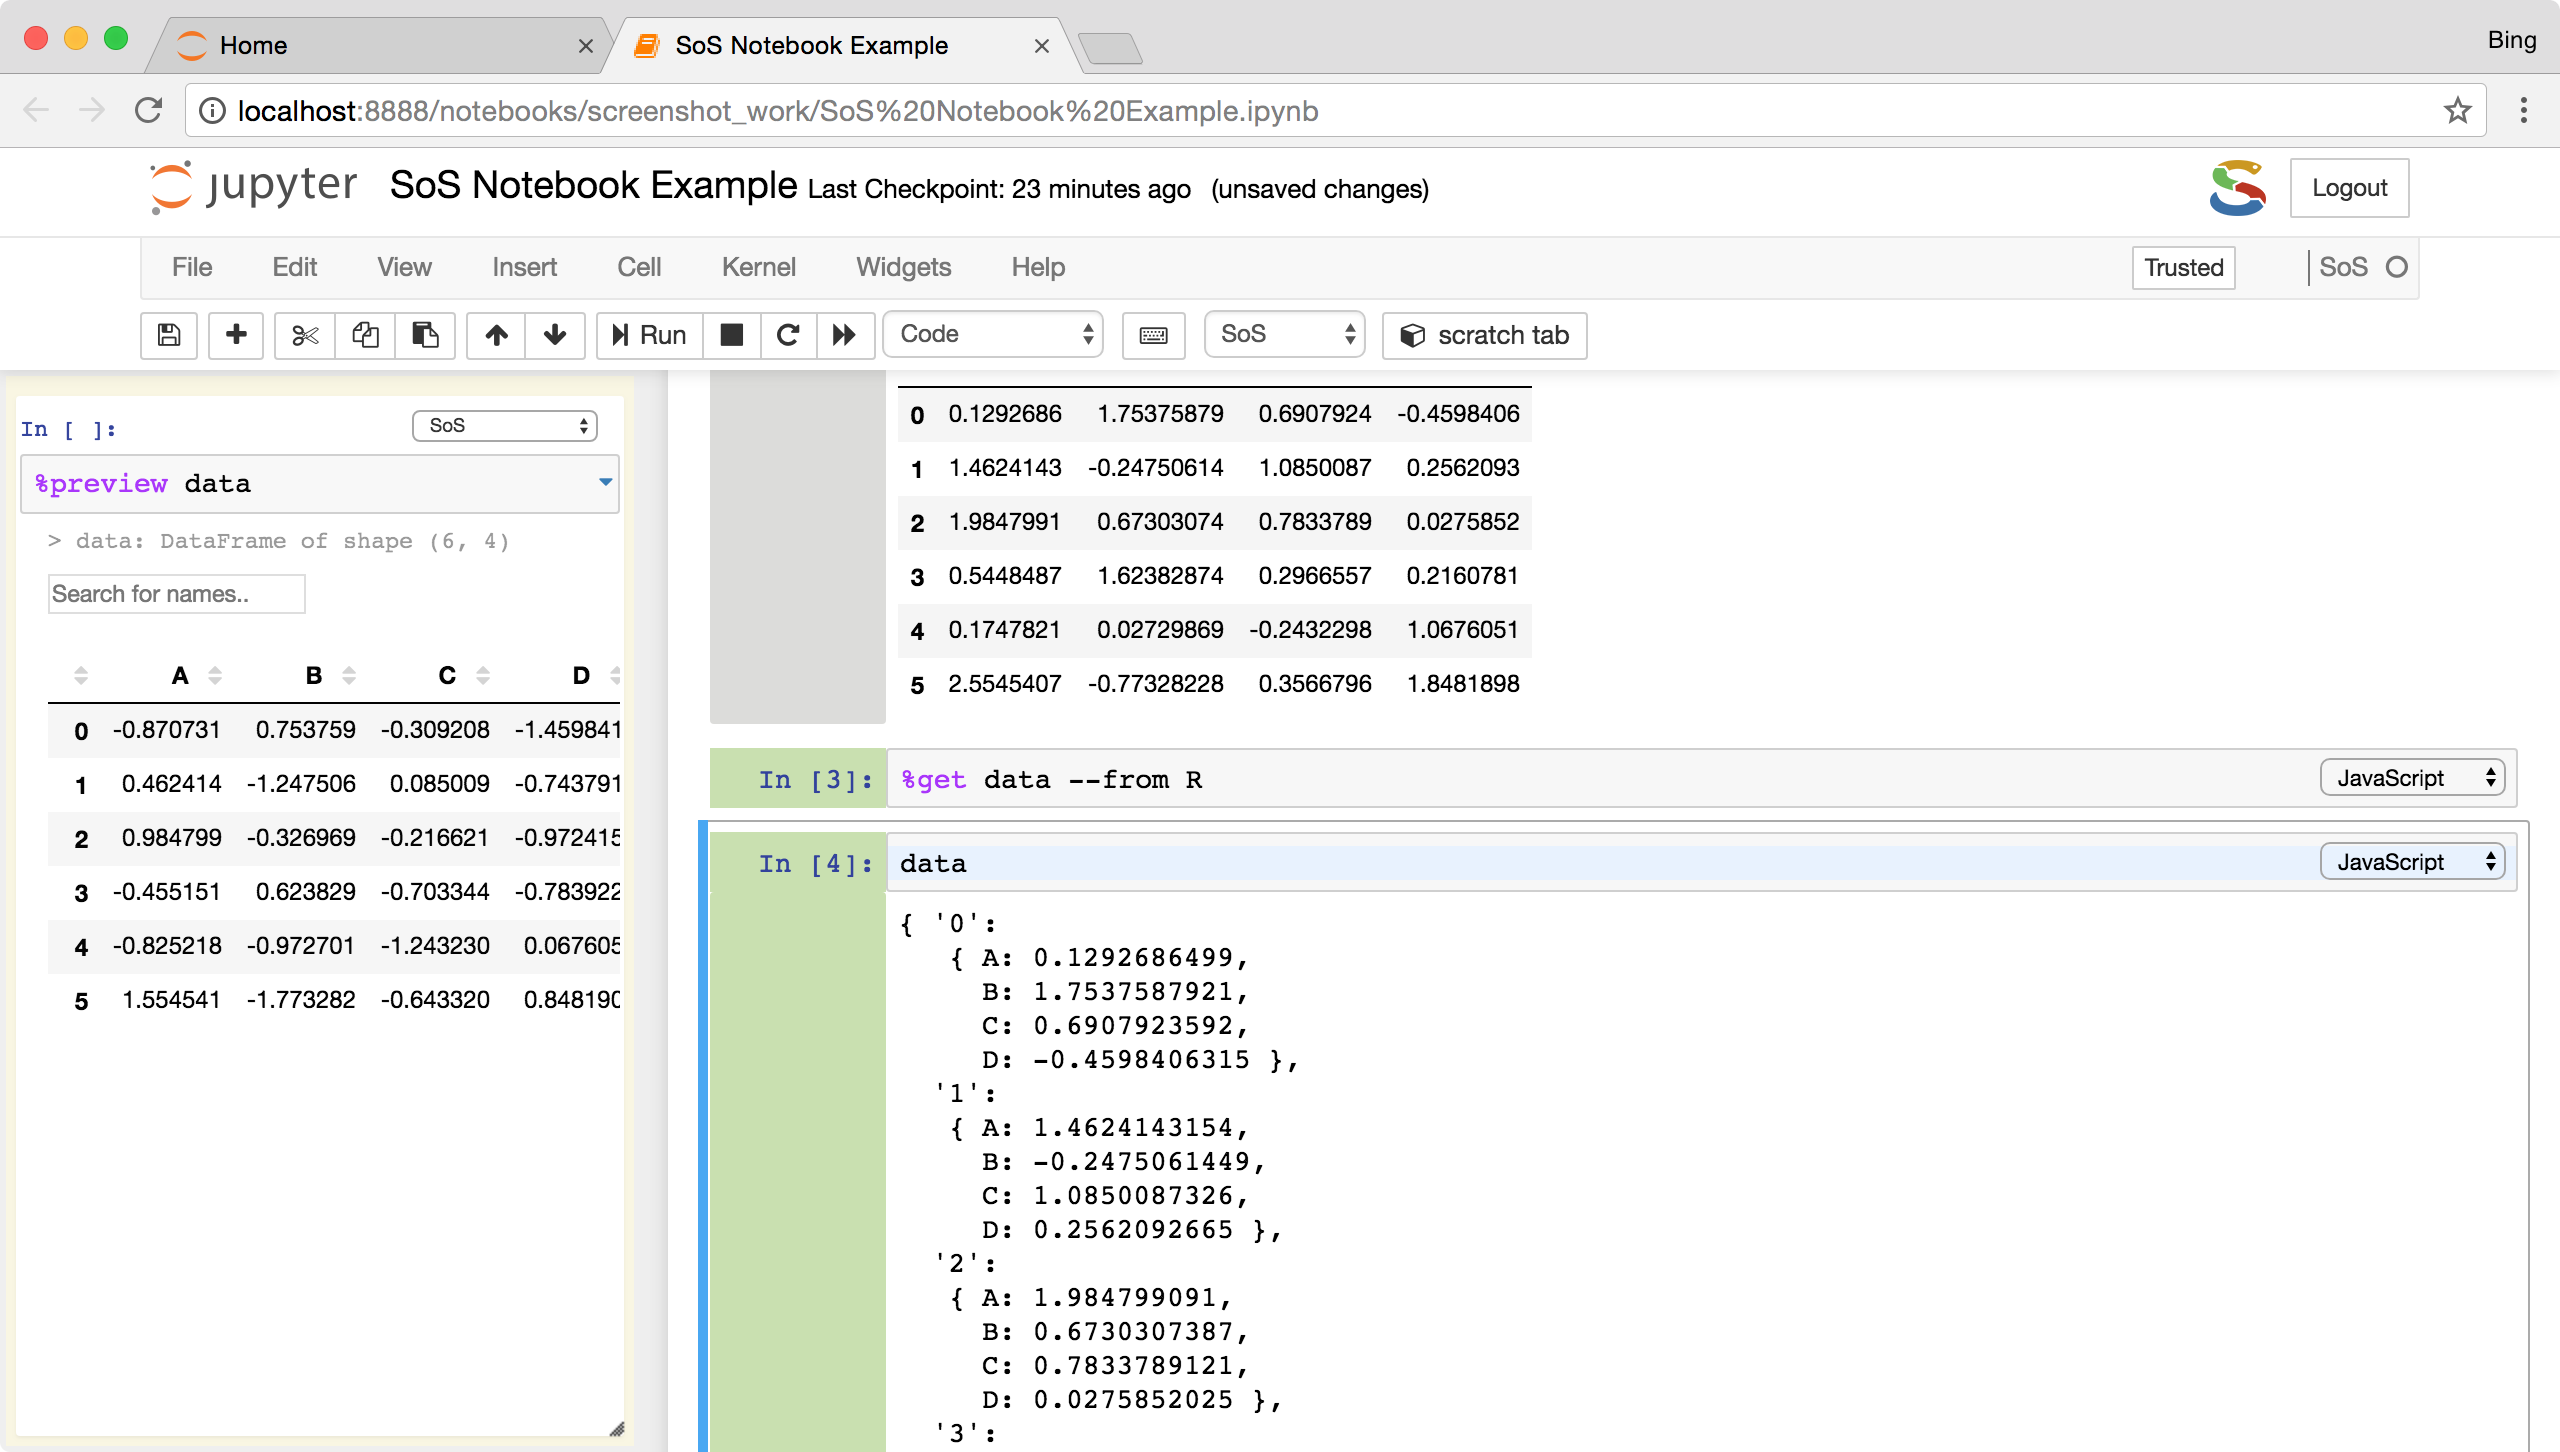 Home
SoS Notebook Example
Bing
localhost:8888/notebooks/screenshot_work/SoS%20Notebook%20Example.ipynb
jupyter SoS Notebook Example Last Checkpoint: 23 minutes ago (unsaved changes)
Logout
File Edit View Insert Cell Kernel Widgets Help
Trusted
SoS
Run
Code
SoS
scratch tab
In [ ]:
SoS
%preview data
> data: DataFrame of shape (6, 4)
Search for names..
A B C D
0 -0.870731 0.753759 -0.309208 -1.459841
1 0.462414 -1.247506 0.085009 -0.743791
2 0.984799 -0.326969 -0.216621 -0.972415
3 -0.455151 0.623829 -0.703344 -0.783922
4 -0.825218 -0.972701 -1.243230 0.067605
5 1.554541 -1.773282 -0.643320 0.848190
0 0.1292686 1.75375879 0.6907924 -0.4598406
1 1.4624143 -0.24750614 1.0850087 0.2562093
2 1.9847991 0.67303074 0.7833789 0.0275852
3 0.5448487 1.62382874 0.2966557 0.2160781
4 0.1747821 0.02729869 -0.2432298 1.0676051
5 2.5545407 -0.77328228 0.3566796 1.8481898
In [3]:
%get data --from R
JavaScript
In [4]:
data
JavaScript
{ '0':
{ A: 0.1292686499,
B: 1.7537587921,
C: 0.6907923592,
D: -0.4598406315 },
'1':
{ A: 1.4624143154,
B: -0.2475061449,
C: 1.0850087326,
D: 0.2562092665 },
'2':
{ A: 1.984799091,
B: 0.6730307387,
C: 0.7833789121,
D: 0.0275852025 },
'3':